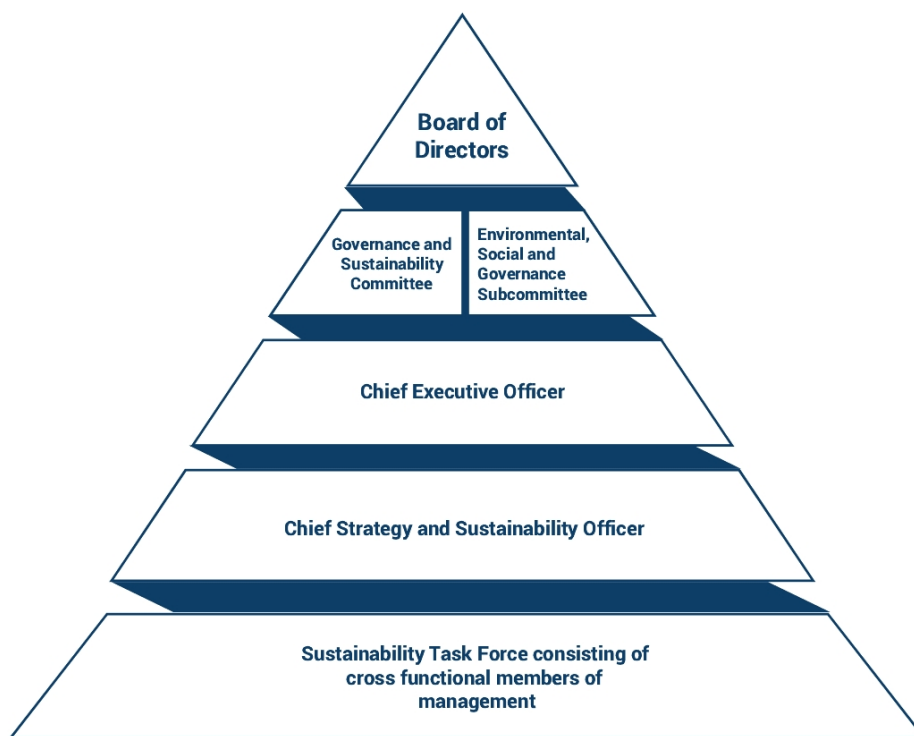 Board of
Directors
Governance and
Sustainability
Committee
Environmental,
Social and
Governance
Subcommittee
Chief Executive Officer
Chief Strategy and Sustainability Officer
Sustainability Task Force consisting of
cross functional members of
management